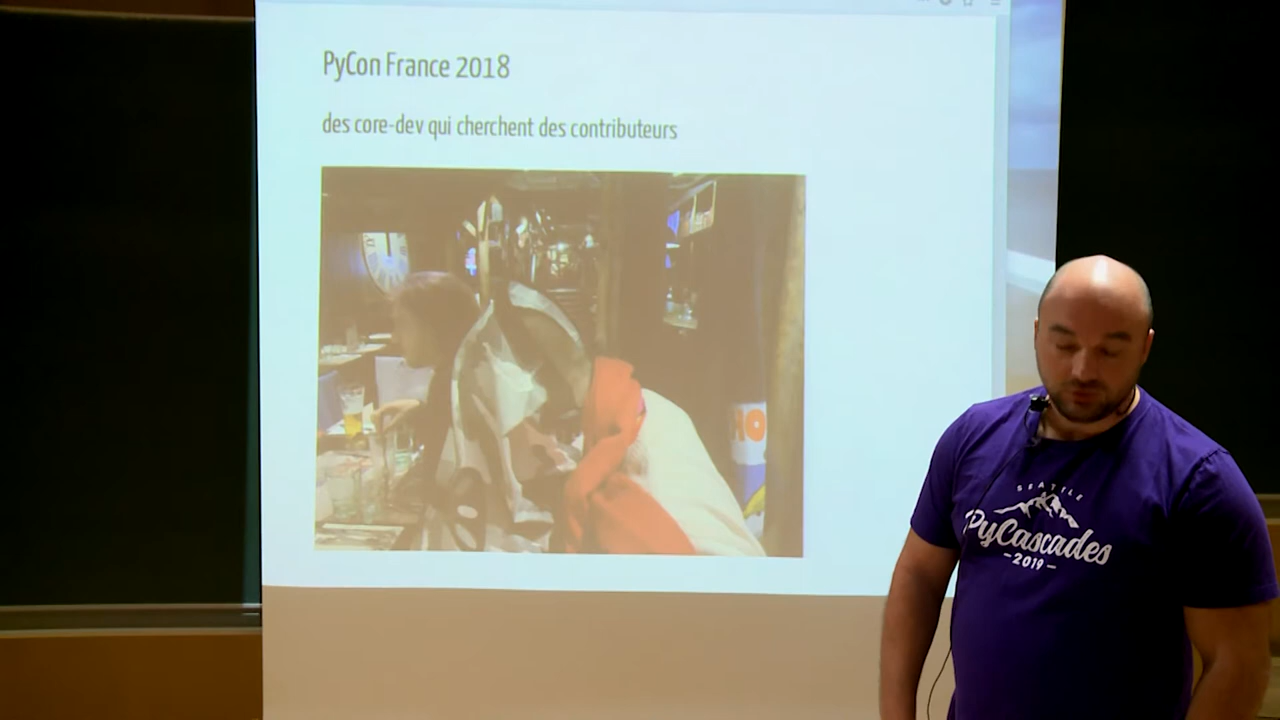 PyCon France 2018
des core-dev qui cherchent des contributeurs
SEATTLE
PyCascades
-2019-